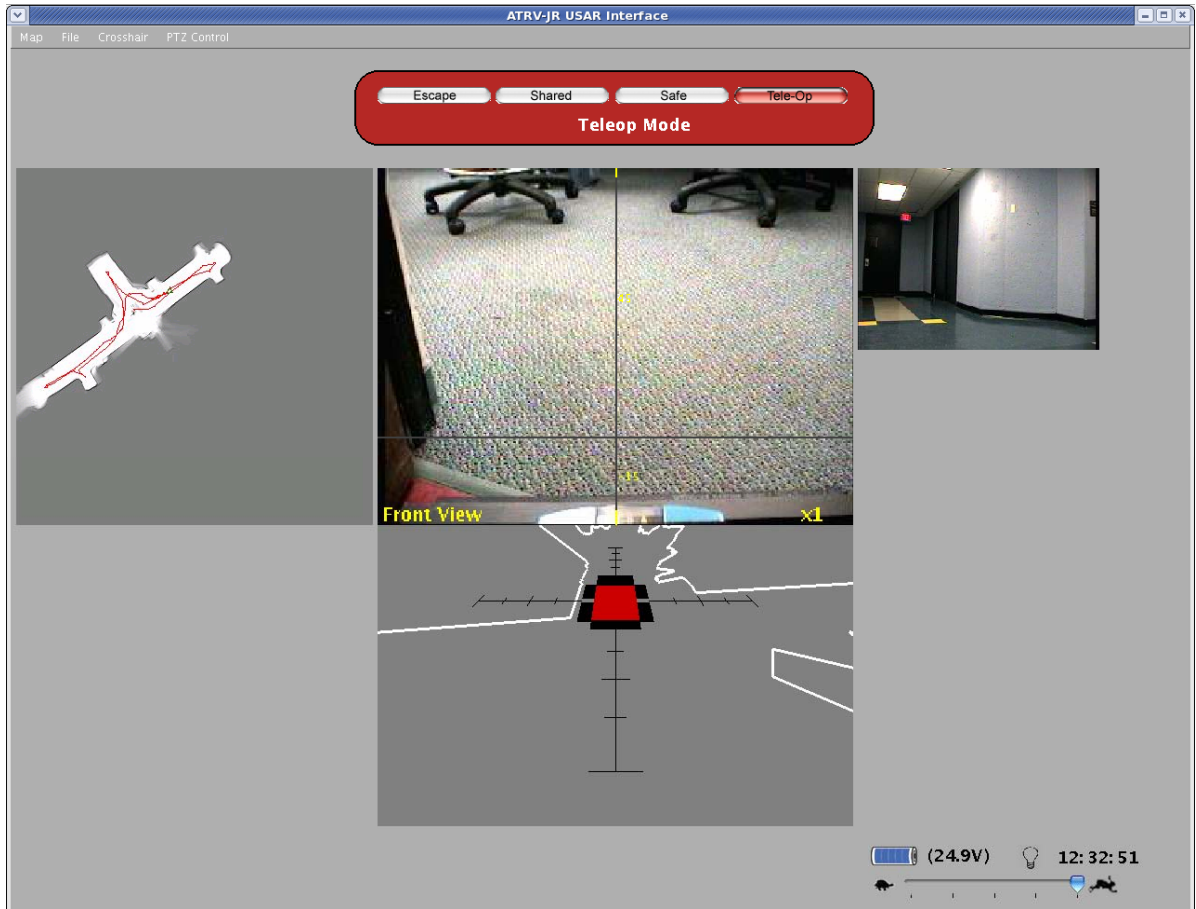 ATRV-JR USAR Interface
Map File Crosshair PTZ Control
Escape Shared Safe Tele-Op
Teleop Mode
Front View x1
(24.9V) 12:32:51